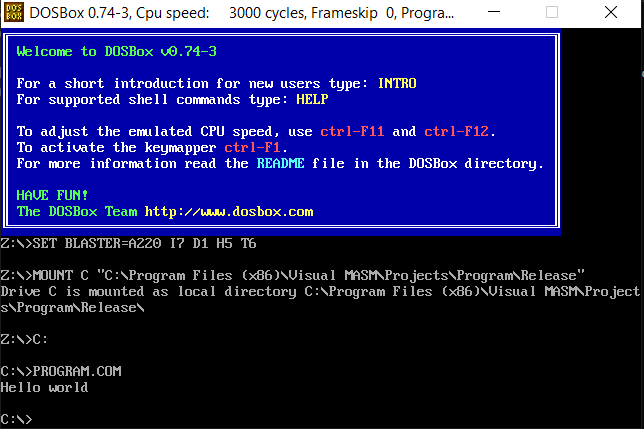 DOS BOX
DOSBox 0.74-3, Cpu speed:    3000 cycles, Frameskip  0, Progra...
Welcome to DOSBox v0.74-3
For a short introduction for new users type: INTRO
For supported shell commands type: HELP
To adjust the emulated CPU speed, use ctrl-F11 and ctrl-F12.
To activate the keymapper ctrl-F1.
For more information read the README file in the DOSBox directory.
HAVE FUN!
The DOSBox Team http://www.dosbox.com
Z:\>SET BLASTER=A220 I7 D1 H5 T6
Z:\>MOUNT C "C:\Program Files (x86)\Visual MASM\Projects\Program\Release"
Drive C is mounted as local directory C:\Program Files (x86)\Visual MASM\Project
s\Program\Release\
Z:\>C:
C:\>PROGRAM.COM
Hello world
C:\>